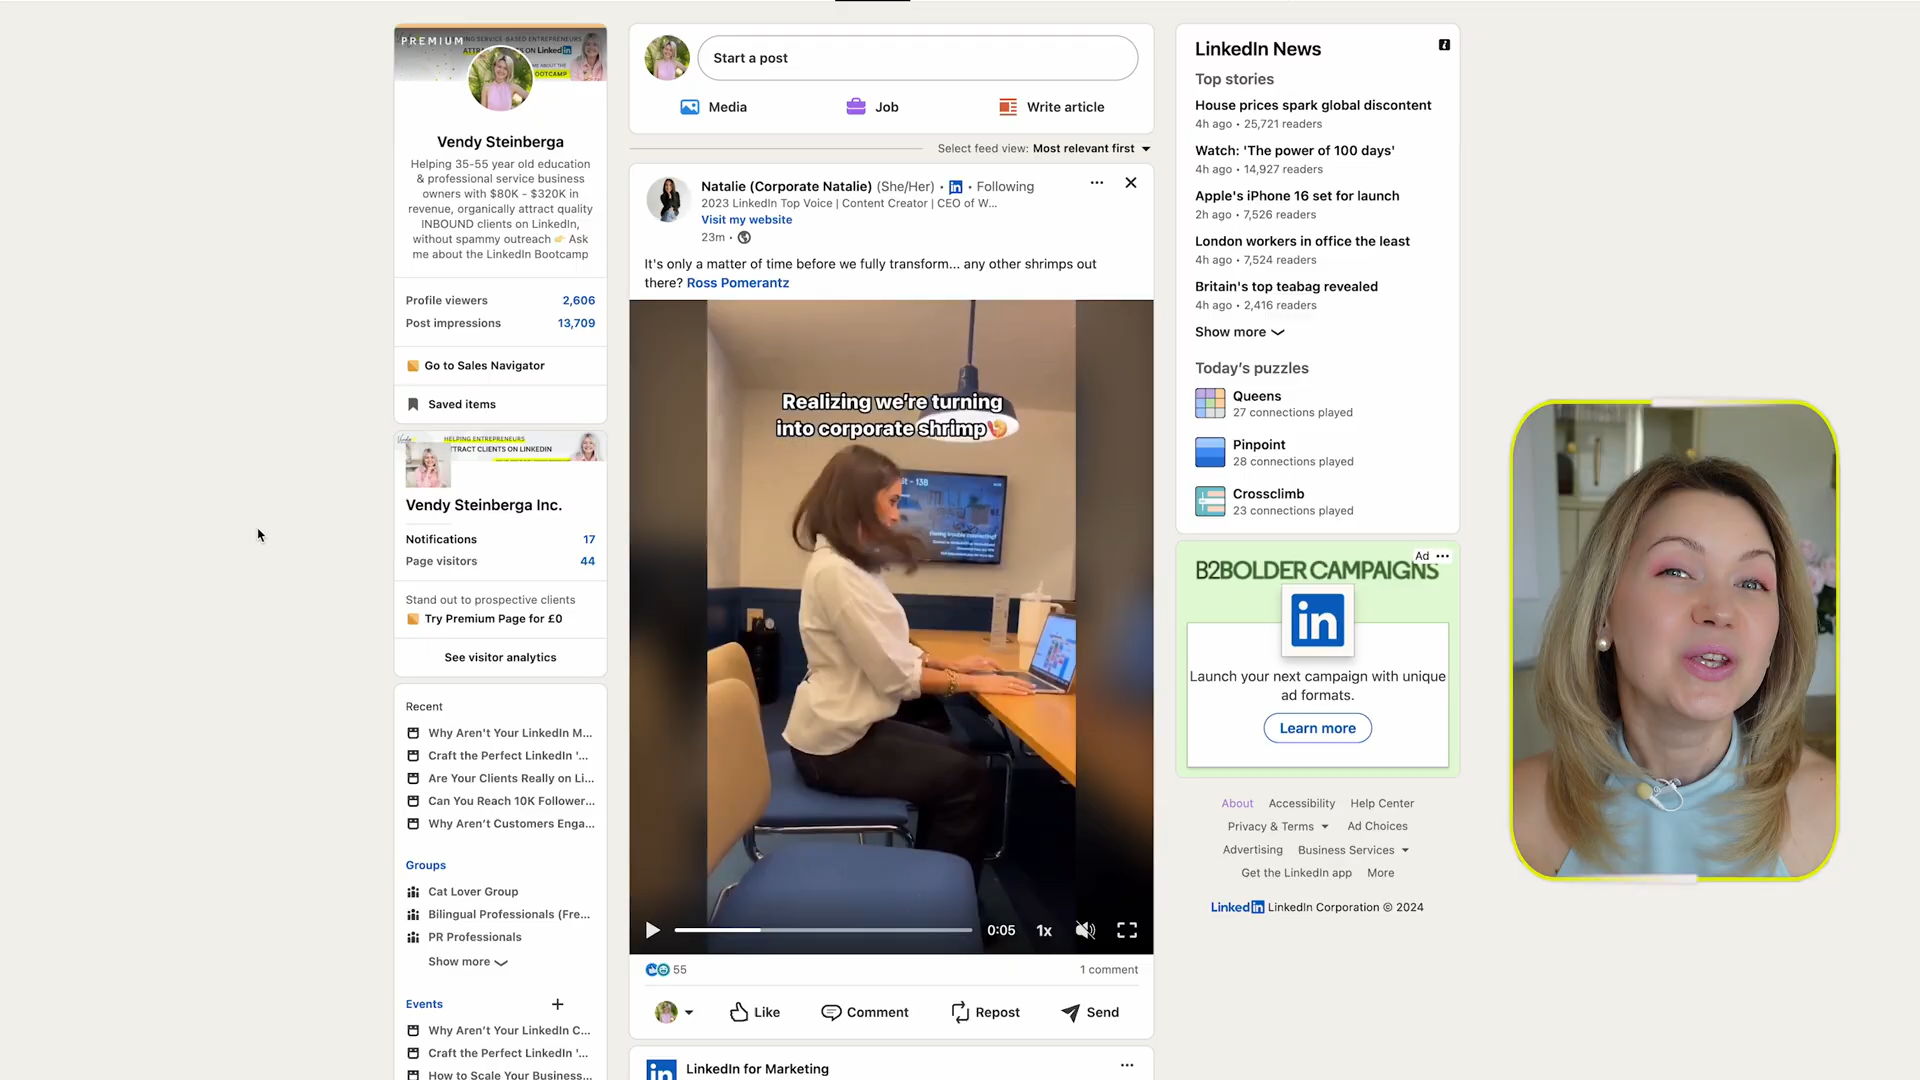 PREMIUM
Vendy Steinberga
Helping 35-55 year old education
& professional service business
owners with $80K - $320K in
revenue, organically attract quality
INBOUND clients on LinkedIn,
without spammy outreach 👉 Ask
me about the LinkedIn Bootcamp
Profile viewers 2,606
Post impressions 13,709
Go to Sales Navigator
Saved items
HELPING ENTREPRENEURS
TTRACT CLIENTS ON LINKEDIN
Vendy Steinberga Inc.
Notifications 17
Page visitors 44
Stand out to prospective clients
Try Premium Page for £0
See visitor analytics
Recent
Why Aren't Your LinkedIn M...
Craft the Perfect LinkedIn '...
Are Your Clients Really on Li...
Can You Reach 10K Follower...
Why Aren't Customers Enga...
Groups
Cat Lover Group
Bilingual Professionals (Fre...
PR Professionals
Show more
Events
Why Aren't Your LinkedIn C...
Craft the Perfect LinkedIn '...
How to Scale Your Business...
Start a post
Media Job Write article
Select feed view: Most relevant first
Natalie (Corporate Natalie) (She/Her) • in • Following
2023 LinkedIn Top Voice | Content Creator | CEO of W...
Visit my website
23m •
It's only a matter of time before we fully transform... any other shrimps out
there? Ross Pomerantz
Realizing we're turning
into corporate shrimp🍤
0:05 1x
55 1 comment
Like Comment Repost Send
in LinkedIn for Marketing
LinkedIn News
Top stories
House prices spark global discontent
4h ago • 25,721 readers
Watch: 'The power of 100 days'
4h ago • 14,927 readers
Apple's iPhone 16 set for launch
2h ago • 7,526 readers
London workers in office the least
4h ago • 7,524 readers
Britain's top teabag revealed
4h ago • 2,416 readers
Show more
Today's puzzles
Queens
27 connections played
Pinpoint
28 connections played
Crossclimb
23 connections played
Ad
B2BOLDER CAMPAIGNS
in
Launch your next campaign with unique
ad formats.
Learn more
About Accessibility Help Center
Privacy & Terms Ad Choices
Advertising Business Services
Get the LinkedIn app More
LinkedIn LinkedIn Corporation © 2024